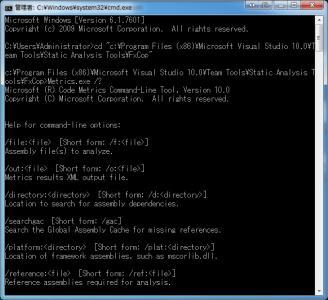 管理者: C:¥Windows¥system32¥cmd.exe
Microsoft Windows [Version 6.1.7601]
Copyright (c) 2009 Microsoft Corporation.  All rights reserved.
C:¥Users¥Administrator>cd "c:¥Program Files (x86)¥Microsoft Visual Studio 10.0¥T
eam Tools¥Static Analysis Tools¥FxCop"
c:¥Program Files (x86)¥Microsoft Visual Studio 10.0¥Team Tools¥Static Analysis T
ools¥FxCop>Metrics.exe /?
Microsoft (R) Code Metrics Command-Line Tool, Version 10.0
Copyright (C) Microsoft Corporation.  All rights reserved.
Help for command-line options:
/file:<file>  [Short form: /f:<file>]
Assembly file(s) to analyze.
/out:<file>  [Short form: /o:<file>]
Metrics results XML output file.
/directory:<directory>  [Short form: /d:<directory>]
Location to search for assembly dependencies.
/searchgac  [Short form: /gac]
Search the Global Assembly Cache for missing references.
/platform:<directory>  [Short form: /plat:<directory>]
Location of framework assemblies, such as mscorlib.dll.
/reference:<file>  [Short form: /ref:<file>]
Reference assemblies required for analysis.